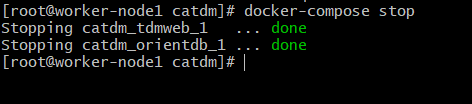 [root@worker-node1 catdm]# docker-compose stop
Stopping catdm_tdmweb_1   ... done
Stopping catdm_orientdb_1 ... done
[root@worker-node1 catdm]#